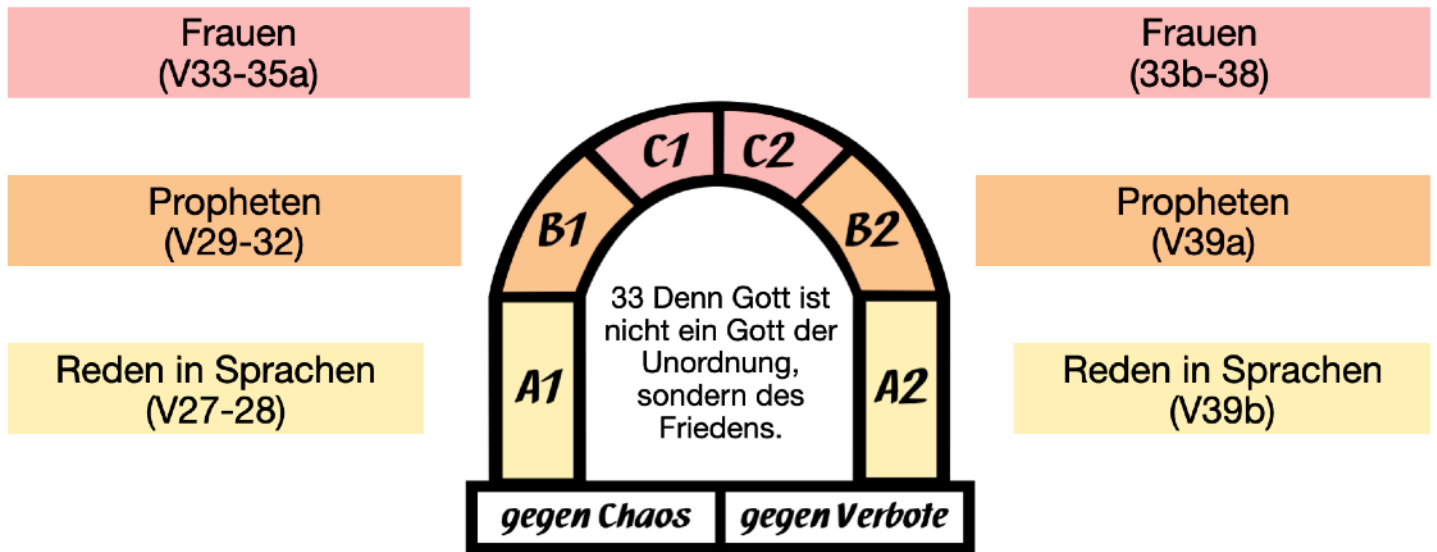 Frauen
(V33-35a)
Frauen
(33b-38)
C1
C2
Propheten
(V29-32)
B1
B2
Propheten
(V39a)
33 Denn Gott ist
nicht ein Gott der
Unordnung,
sondern des
Friedens.
Reden in Sprachen
(V27-28)
A1
A2
Reden in Sprachen
(V39b)
gegen Chaos
gegen Verbote